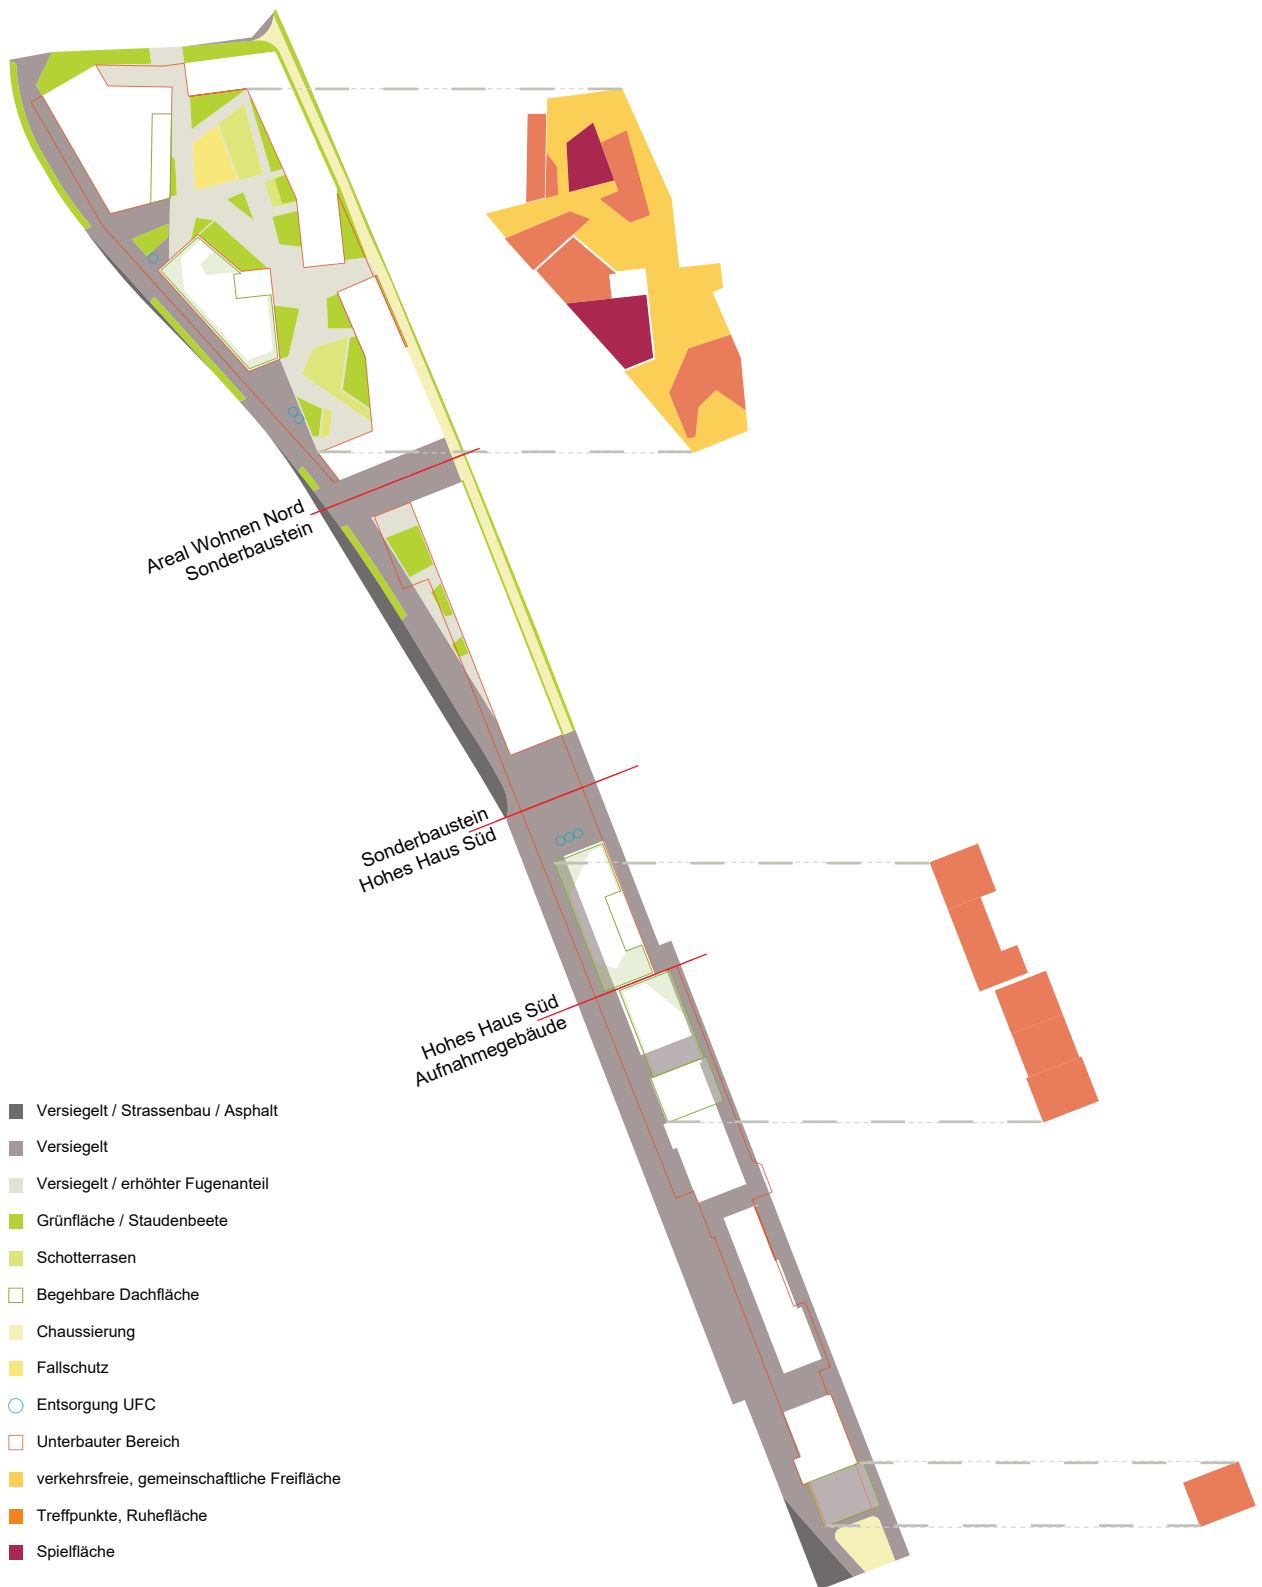 Areal Wohnen Nord
Sonderbaustein
Sonderbaustein
Hohes Haus Süd
Hohes Haus Süd
Aufnahmegebäude
Versiegelt / Strassenbau / Asphalt
Versiegelt
Versiegelt / erhöhter Fugenanteil
Grünfläche / Staudenbeete
Schotterrasen
Begehbare Dachfläche
Chaussierung
Fallschutz
Entsorgung UFC
Unterbauter Bereich
verkehrsfreie, gemeinschaftliche Freifläche
Treffpunkte, Ruhefläche
Spielfläche